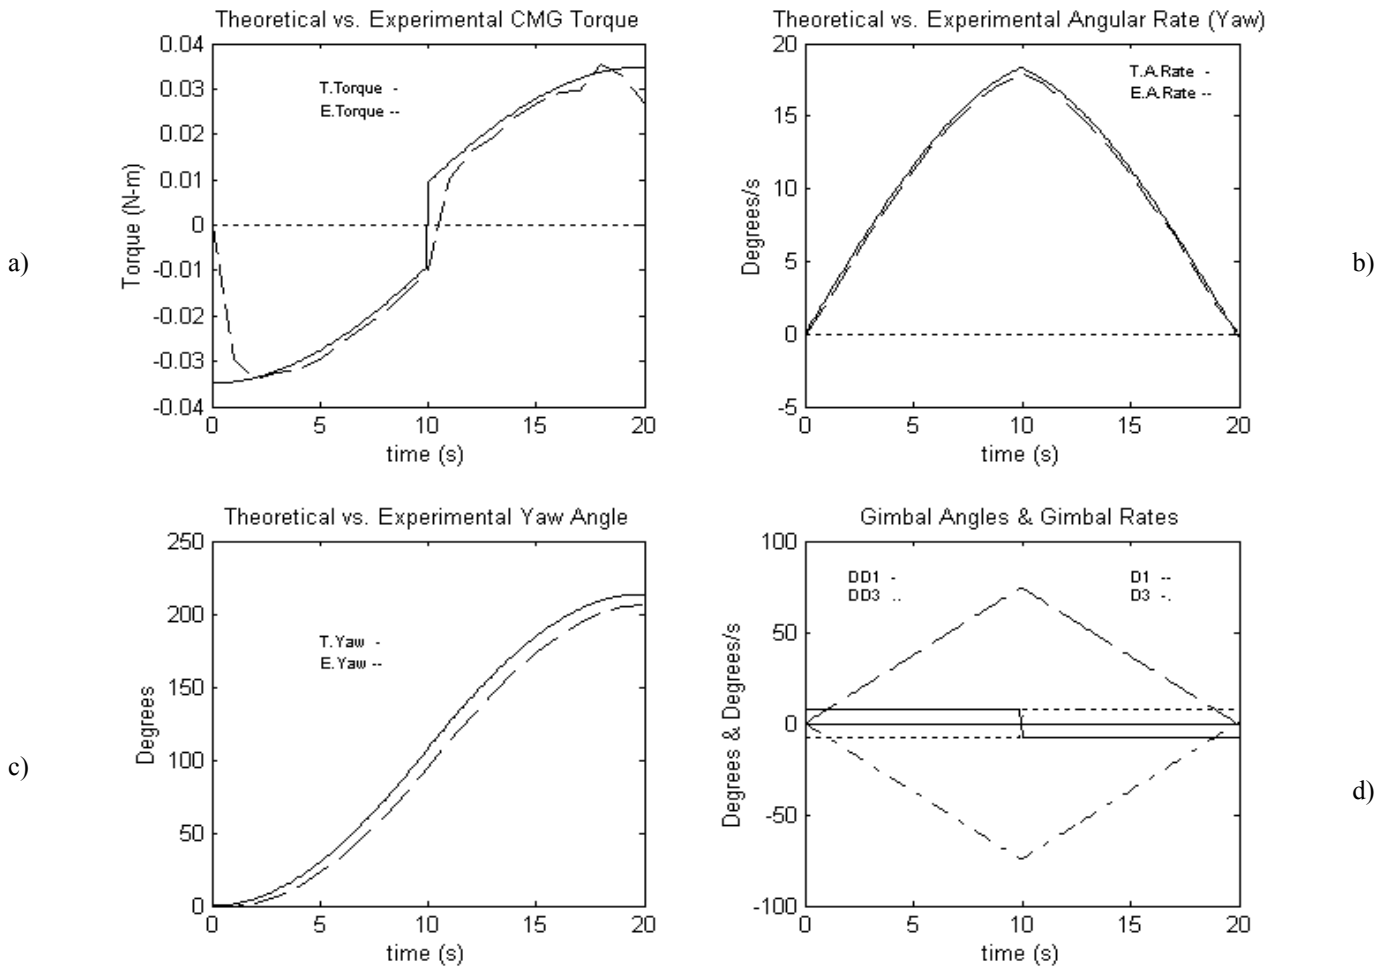 Theoretical vs. Experimental CMG Torque
0.04
0.03
0.02
0.01
0
-0.01
-0.02
-0.03
-0.04
Torque (N-m)
T.Torque -
E.Torque --
0 5 10 15 20
time (s)
a)
Theoretical vs. Experimental Angular Rate (Yaw)
20
15
10
5
0
-5
Degrees/s
T.A.Rate -
E.A.Rate --
0 5 10 15 20
time (s)
b)
Theoretical vs. Experimental Yaw Angle
250
200
150
100
50
0
Degrees
T.Yaw -
E.Yaw --
0 5 10 15 20
time (s)
c)
Gimbal Angles & Gimbal Rates
100
50
0
-50
-100
Degrees & Degrees/s
DD1 -
DD3 ..
D1 --
D3 -.
0 5 10 15 20
time (s)
d)